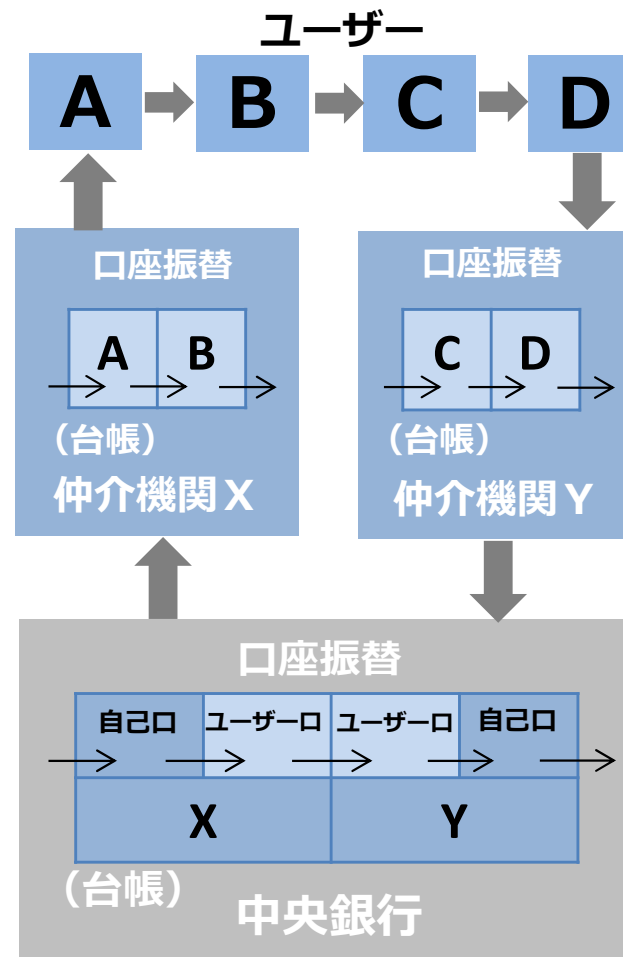 ユーザー
A B C D
口座振替 口座振替
A B C D
（台帳） （台帳）
仲介機関X 仲介機関Y
口座振替
自己口 ユーザー口 ユーザー口 自己口
X Y
（台帳）
中央銀行